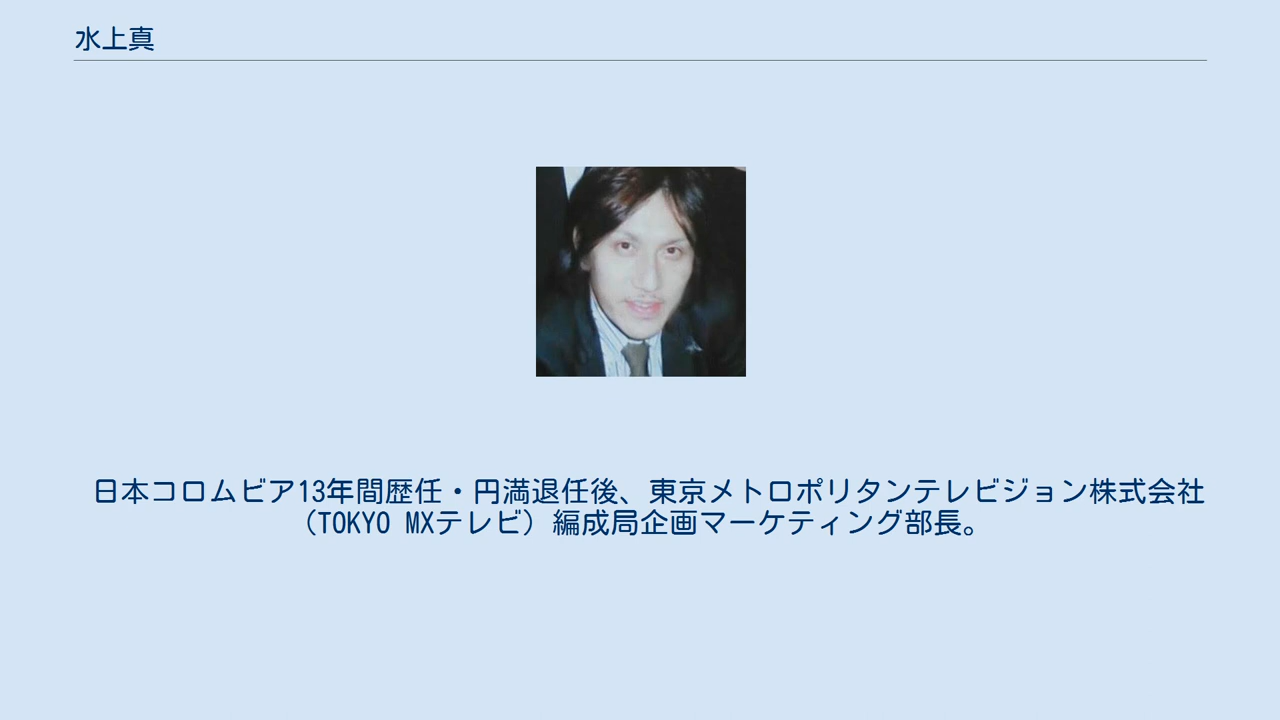 水上真
日本コロムビア13年間歴任・円満退任後、東京メトロポリタンテレビジョン株式会社
（TOKYO MXテレビ）編成局企画マーケティング部長。